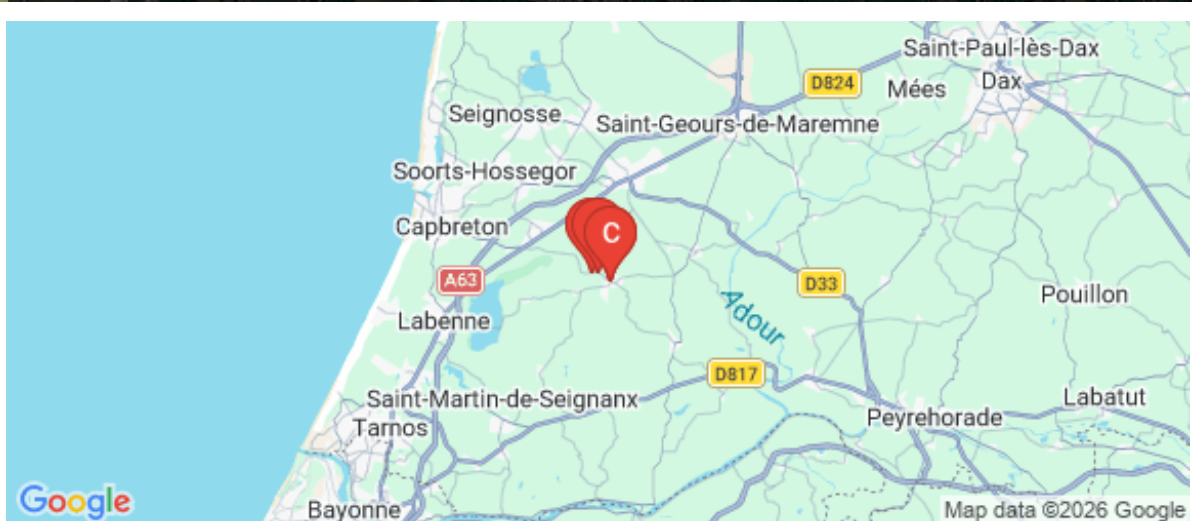 Saint-Paul-lès-Dax
D824
Mées
Dax
Seignosse
Saint-Geours-de-Maremne
Soorts-Hossegor
Capbreton
C
A63
D33
Pouillon
Adour
Labenne
D817
Saint-Martin-de-Seignanx
Labatut
Tarnos
Peyrehorade
Google
Bayonne
Map data ©2026 Google